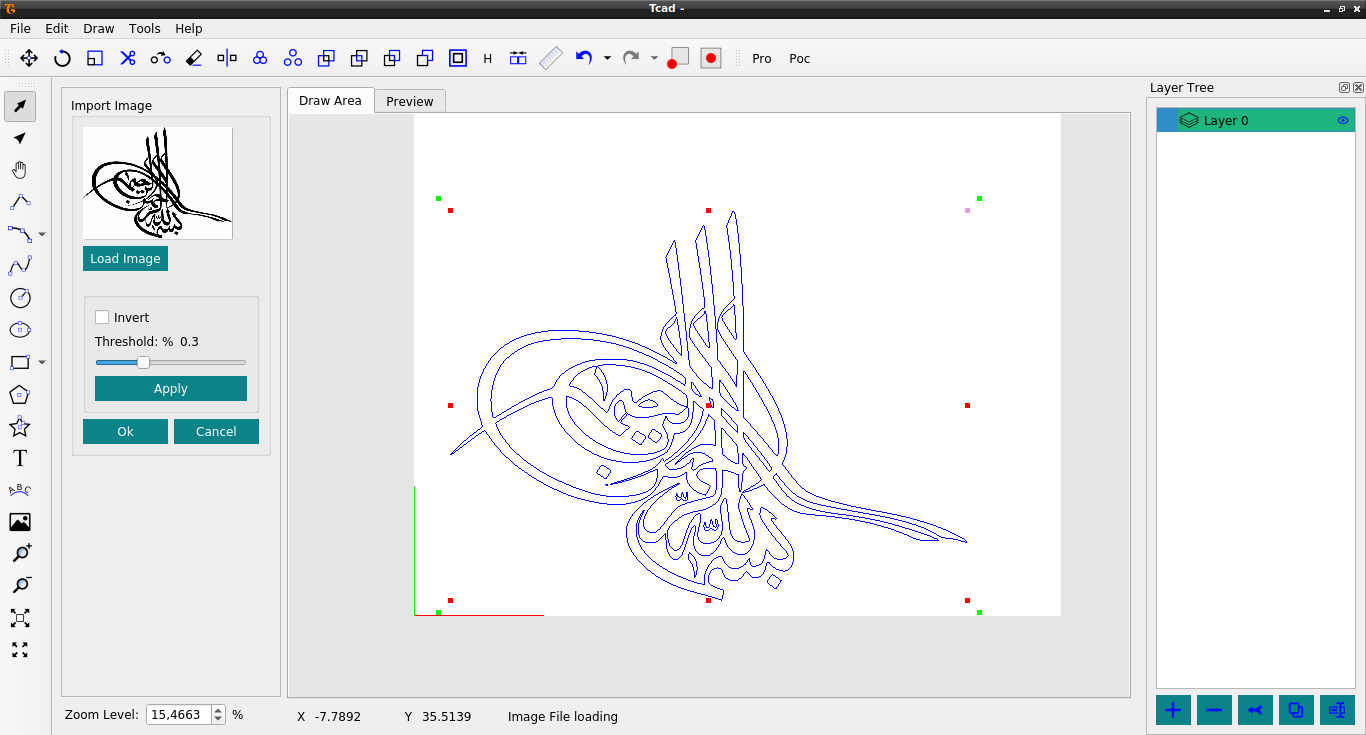 Tcad -
File Edit Draw Tools Help
H Pro Poc
Import Image
Load Image
Invert
Threshold: % 0.3
Apply
Ok Cancel
Draw Area Preview
Layer Tree
Layer 0
T
ABC
Zoom Level: 15,4663 % X -7.7892 Y 35.5139 Image File loading